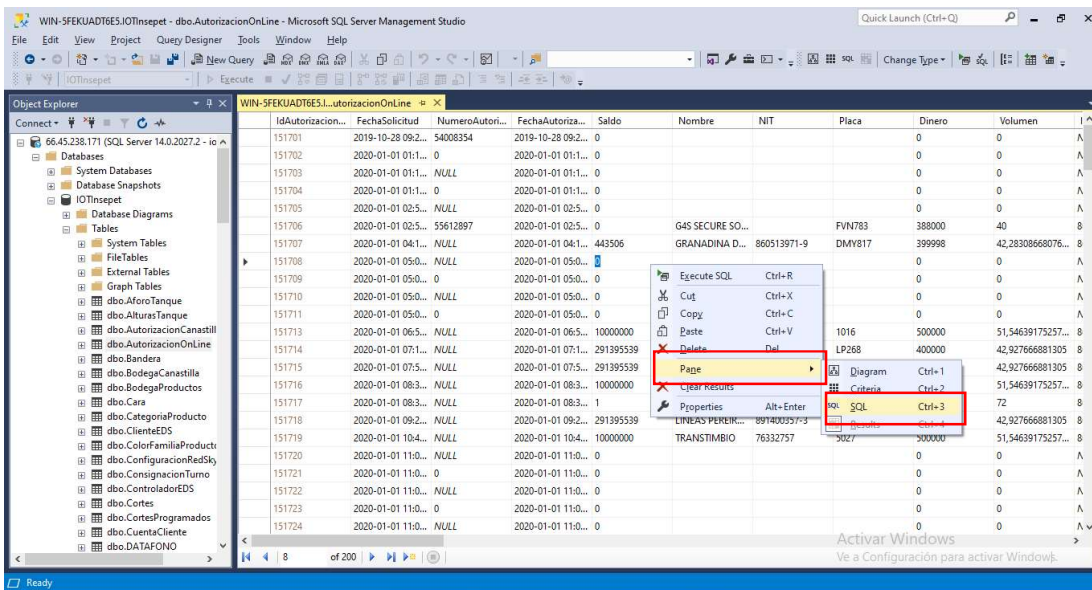 WIN-5FEKUADT6E5.IOTInsepet - dbo.AutorizacionOnLine - Microsoft SQL Server Management Studio
Quick Launch (Ctrl+Q)
File Edit View Project Query Designer Tools Window Help
New Query Change Type
IOTInsepet Execute
Object Explorer
WIN-5FEKUADT6E5.I...utorizacionOnLine
Connect
66.45.238.171 (SQL Server 14.0.2027.2 - io
Databases
System Databases
Database Snapshots
IOTInsepet
Database Diagrams
Tables
System Tables
FileTables
External Tables
Graph Tables
dbo.AforoTanque
dbo.AlturasTanque
dbo.AutorizacionCanastill
dbo.AutorizacionOnLine
dbo.Bandera
dbo.BodegaCanastilla
dbo.BodegaProductos
dbo.Cara
dbo.CategoriaProducto
dbo.ClienteEDS
dbo.ColorFamiliaProducto
dbo.ConfiguracionRedSky
dbo.ConsignacionTurno
dbo.ControladorEDS
dbo.Cortes
dbo.CortesProgramados
dbo.CuentaCliente
dbo.DATAFONO
IdAutorizacion... FechaSolicitud NumeroAutori... FechaAutoriza... Saldo Nombre NIT Placa Dinero Volumen
151701 2019-10-28 09:2... 54008354 2019-10-28 09:2... 0 0 0 N
151702 2020-01-01 01:1... 0 2020-01-01 01:1... 0 0 0 N
151703 2020-01-01 01:1... NULL 2020-01-01 01:1... 0 0 0 N
151704 2020-01-01 01:1... 0 2020-01-01 01:1... 0 0 0 N
151705 2020-01-01 02:5... NULL 2020-01-01 02:5... 0 0 0 N
151706 2020-01-01 02:5... 55612897 2020-01-01 02:5... 0 G4S SECURE SO... FVN783 388000 40 8
151707 2020-01-01 04:1... NULL 2020-01-01 04:1... 443506 GRANADINA D... 860513971-9 DMY817 399998 42,28308668076... 8
151708 2020-01-01 05:0... NULL 2020-01-01 05:0... 0 0 0 N
151709 2020-01-01 05:0... 0 2020-01-01 05:0... 0 0 0 N
151710 2020-01-01 05:0... NULL 2020-01-01 05:0... 0 0 0 N
151711 2020-01-01 05:0... 0 2020-01-01 05:0... 0 0 0 N
151713 2020-01-01 06:5... NULL 2020-01-01 06:5... 10000000 1016 500000 51,54639175257... 8
151714 2020-01-01 07:1... NULL 2020-01-01 07:1... 291395539 LP268 400000 42,927666881305 8
151715 2020-01-01 07:5... NULL 2020-01-01 07:5... 291395539 42,927666881305 8
151716 2020-01-01 08:3... NULL 2020-01-01 08:3... 10000000 51,54639175257... 8
151717 2020-01-01 08:3... NULL 2020-01-01 08:3... 1 72 8
151718 2020-01-01 09:2... NULL 2020-01-01 09:2... 291395539 LINEAS PEREIR... 891400357-3 42,927666881305 8
151719 2020-01-01 10:4... NULL 2020-01-01 10:4... 10000000 TRANSTIMBIO 76332757 5027 500000 51,54639175257... 8
151720 2020-01-01 11:0... NULL 2020-01-01 11:0... 0 0 0 N
151721 2020-01-01 11:0... 0 2020-01-01 11:0... 0 0 0 N
151722 2020-01-01 11:0... NULL 2020-01-01 11:0... 0 0 0 N
151723 2020-01-01 11:0... 0 2020-01-01 11:0... 0 0 0 N
151724 2020-01-01 11:0... NULL 2020-01-01 11:0... 0 0 0 N
Execute SQL Ctrl+R
Cut Ctrl+X
Copy Ctrl+C
Paste Ctrl+V
Delete Del
Pane
Clear Results
Properties Alt+Enter
Diagram Ctrl+1
Criteria Ctrl+2
SQL SQL Ctrl+3
Results Ctrl+4
8 of 200
Activar Windows
Ve a Configuración para activar Windows.
Ready